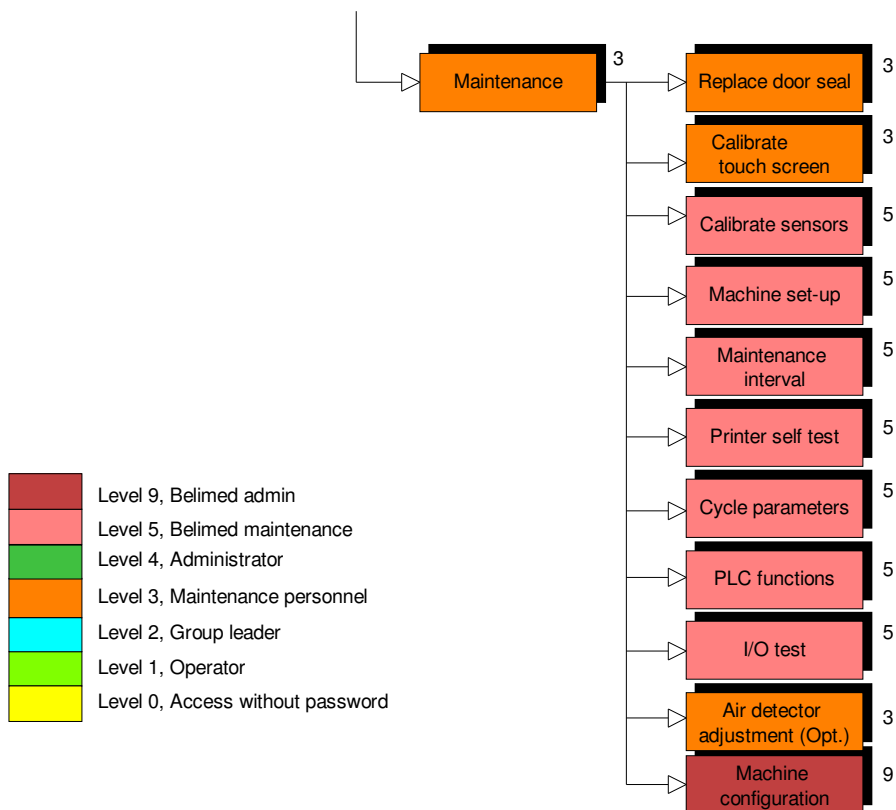 Maintenance
3
Replace door seal
3
Calibrate
touch screen
3
Calibrate sensors
5
Machine set-up
5
Maintenance
interval
5
Printer self test
5
Cycle parameters
5
PLC functions
5
I/O test
5
Air detector
adjustment (Opt.)
3
Machine
configuration
9
Level 9, Belimed admin
Level 5, Belimed maintenance
Level 4, Administrator
Level 3, Maintenance personnel
Level 2, Group leader
Level 1, Operator
Level 0, Access without password